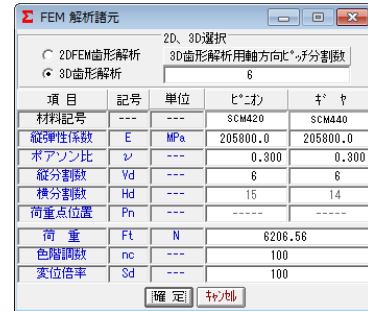 Σ FEM 解析諸元
2D、3D選択
2DFEM歯形解析
3D歯形解析
3D歯形解析用軸方向ﾋﾟｯﾁ分割数
6
項 目 記号 単位 ﾋﾟﾆｵﾝ ｷﾞ ﾔ
材料記号 --- --- SCM420 SCM440
縦弾性係数 E MPa 205800.0 205800.0
ポアソン比 ν --- 0.300 0.300
縦分割数 Vd --- 6 6
横分割数 Hd --- 15 14
荷重点位置 Pn --- ----- -----
荷 重 Ft N 6206.56
色階調数 nc --- 100
変位倍率 Sd --- 100
確 定 ｷｬﾝｾﾙ